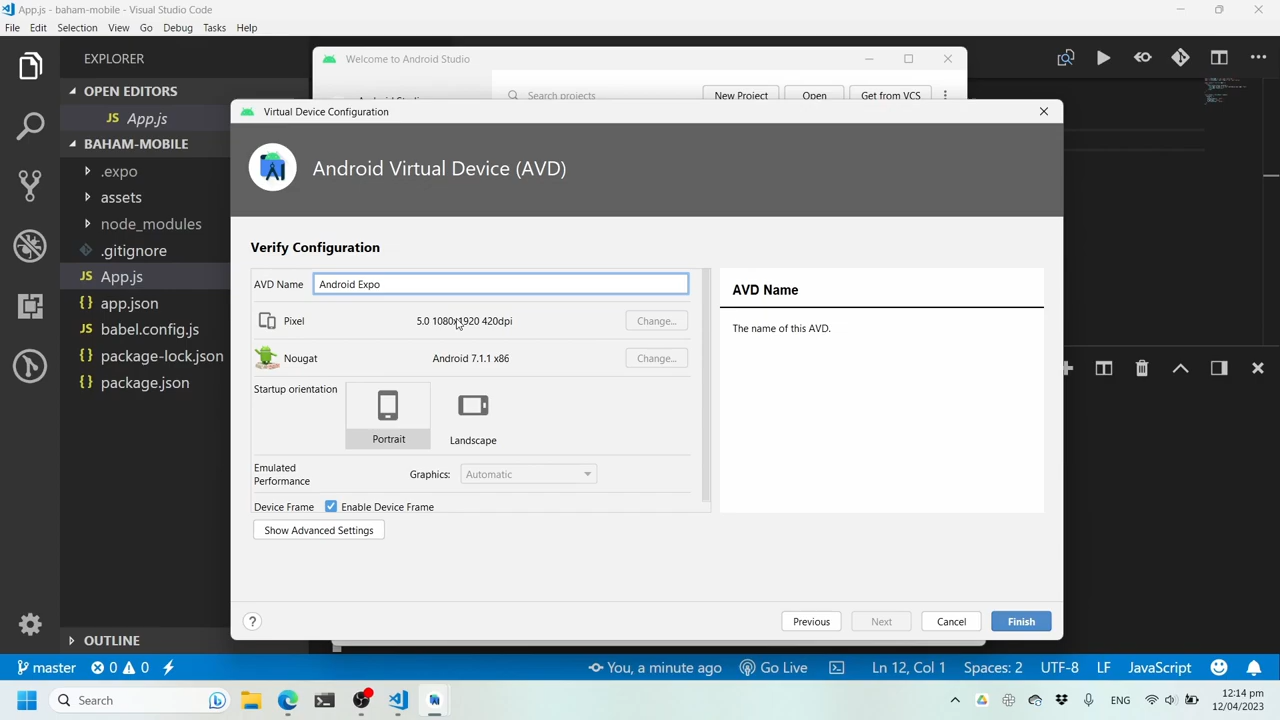 App.js - baham-mobile - Visual Studio Code
File Edit Selection View Go Debug Tasks Help
EXPLORER
OPEN EDITORS
JS App.js
BAHAM-MOBILE
.expo
assets
node_modules
.gitignore
JS App.js
{} app.json
JS babel.config.js
{} package-lock.json
{} package.json
OUTLINE
Welcome to Android Studio
Search projects
New Project
Open
Get from VCS
Virtual Device Configuration
Android Virtual Device (AVD)
Verify Configuration
AVD Name Android Expo
Pixel 5.0 1080x1920 420dpi Change...
Nougat Android 7.1.1 x86 Change...
Startup orientation
Portrait
Landscape
Emulated
Performance
Graphics: Automatic
Device Frame Enable Device Frame
Show Advanced Settings
AVD Name
The name of this AVD.
?
Previous
Next
Cancel
Finish
master 0 0 You, a minute ago Go Live Ln 12, Col 1 Spaces: 2 UTF-8 LF JavaScript
Search
ENG
12:14 pm
12/04/2023